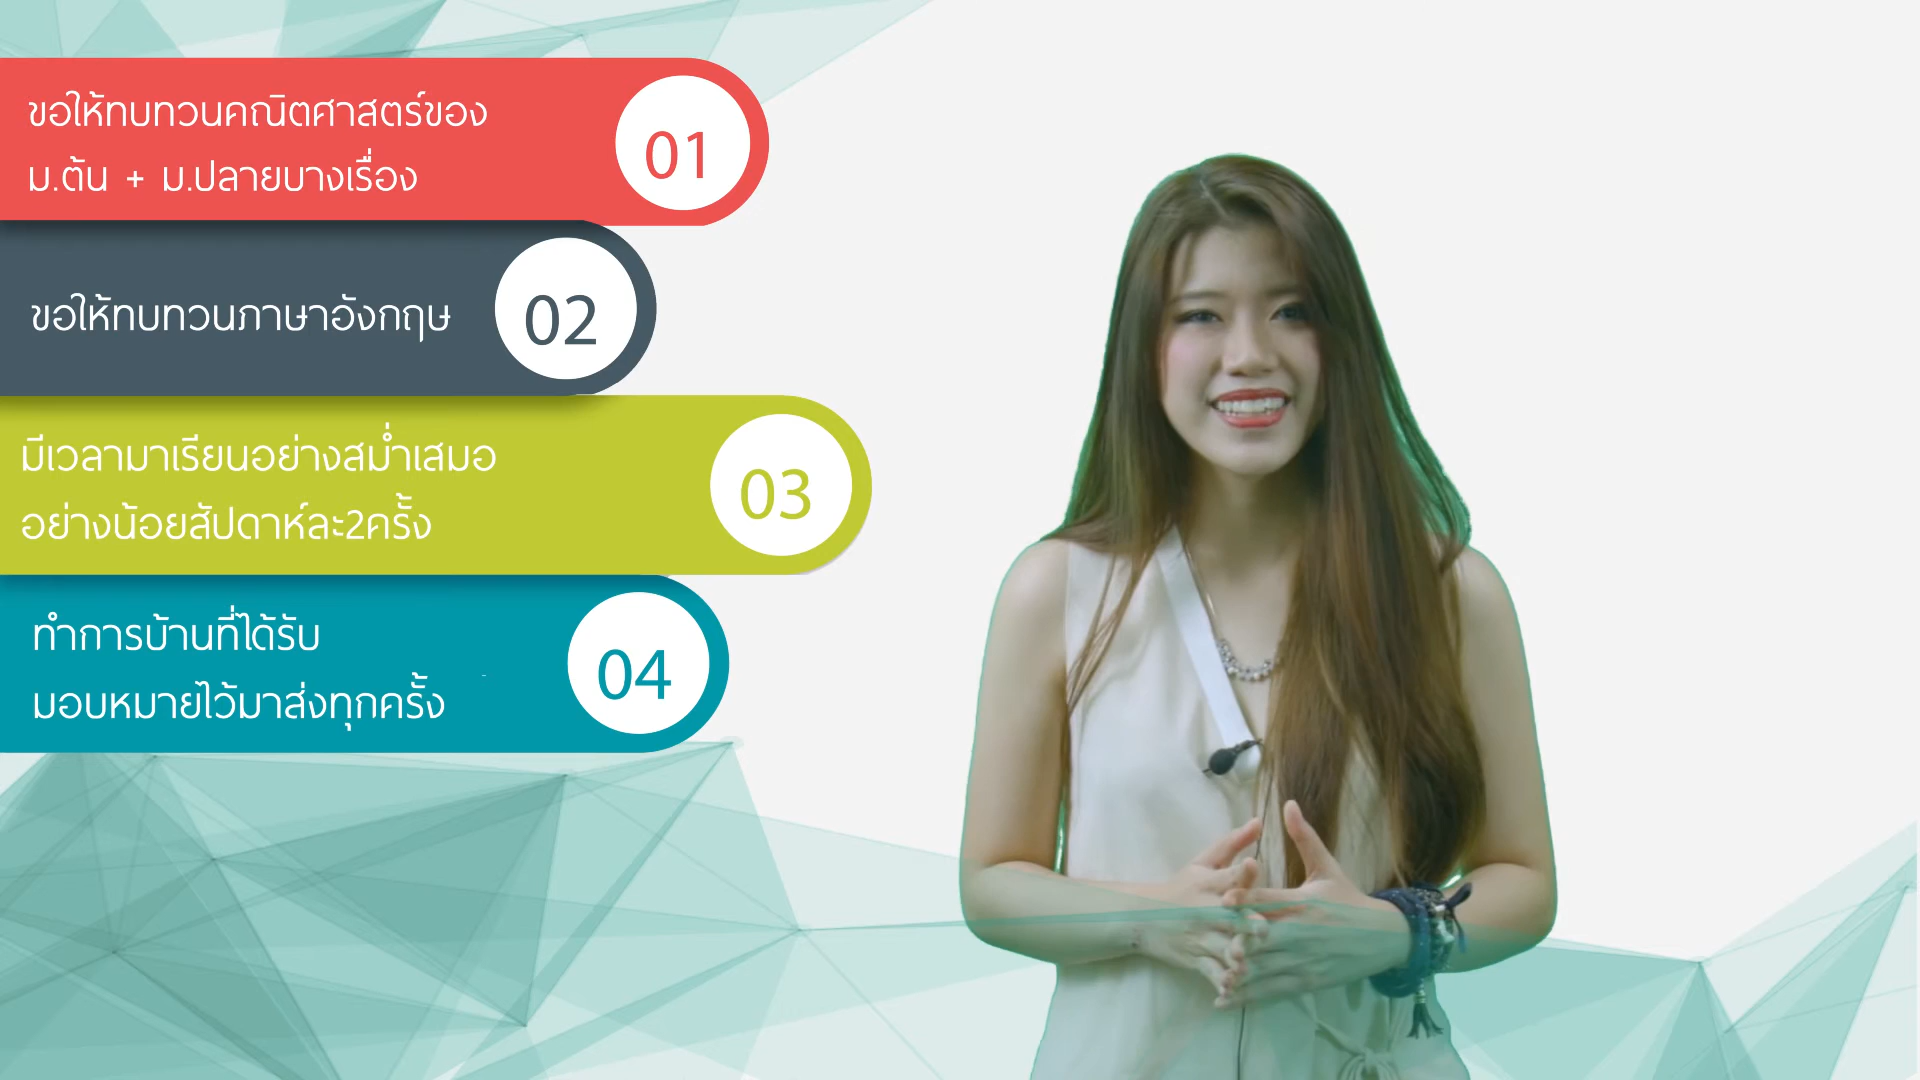 ขอให้ทบทวนคณิตศาสตร์ของ
ม.ต้น + ม.ปลายบางเรื่อง
01
ขอให้ทบทวนภาษาอังกฤษ
02
มีเวลามาเรียนอย่างสม่ำเสมอ
อย่างน้อยสัปดาห์ละ2ครั้ง
03
ทำการบ้านที่ได้รับ
มอบหมายไว้มาส่งทุกครั้ง
04